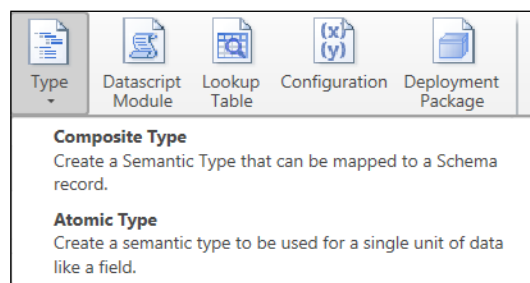 (x)
(y)
Type
Datascript
Module
Lookup
Table
Configuration
Deployment
Package
Composite Type
Create a Semantic Type that can be mapped to a Schema
record.
Atomic Type
Create a semantic type to be used for a single unit of data
like a field.